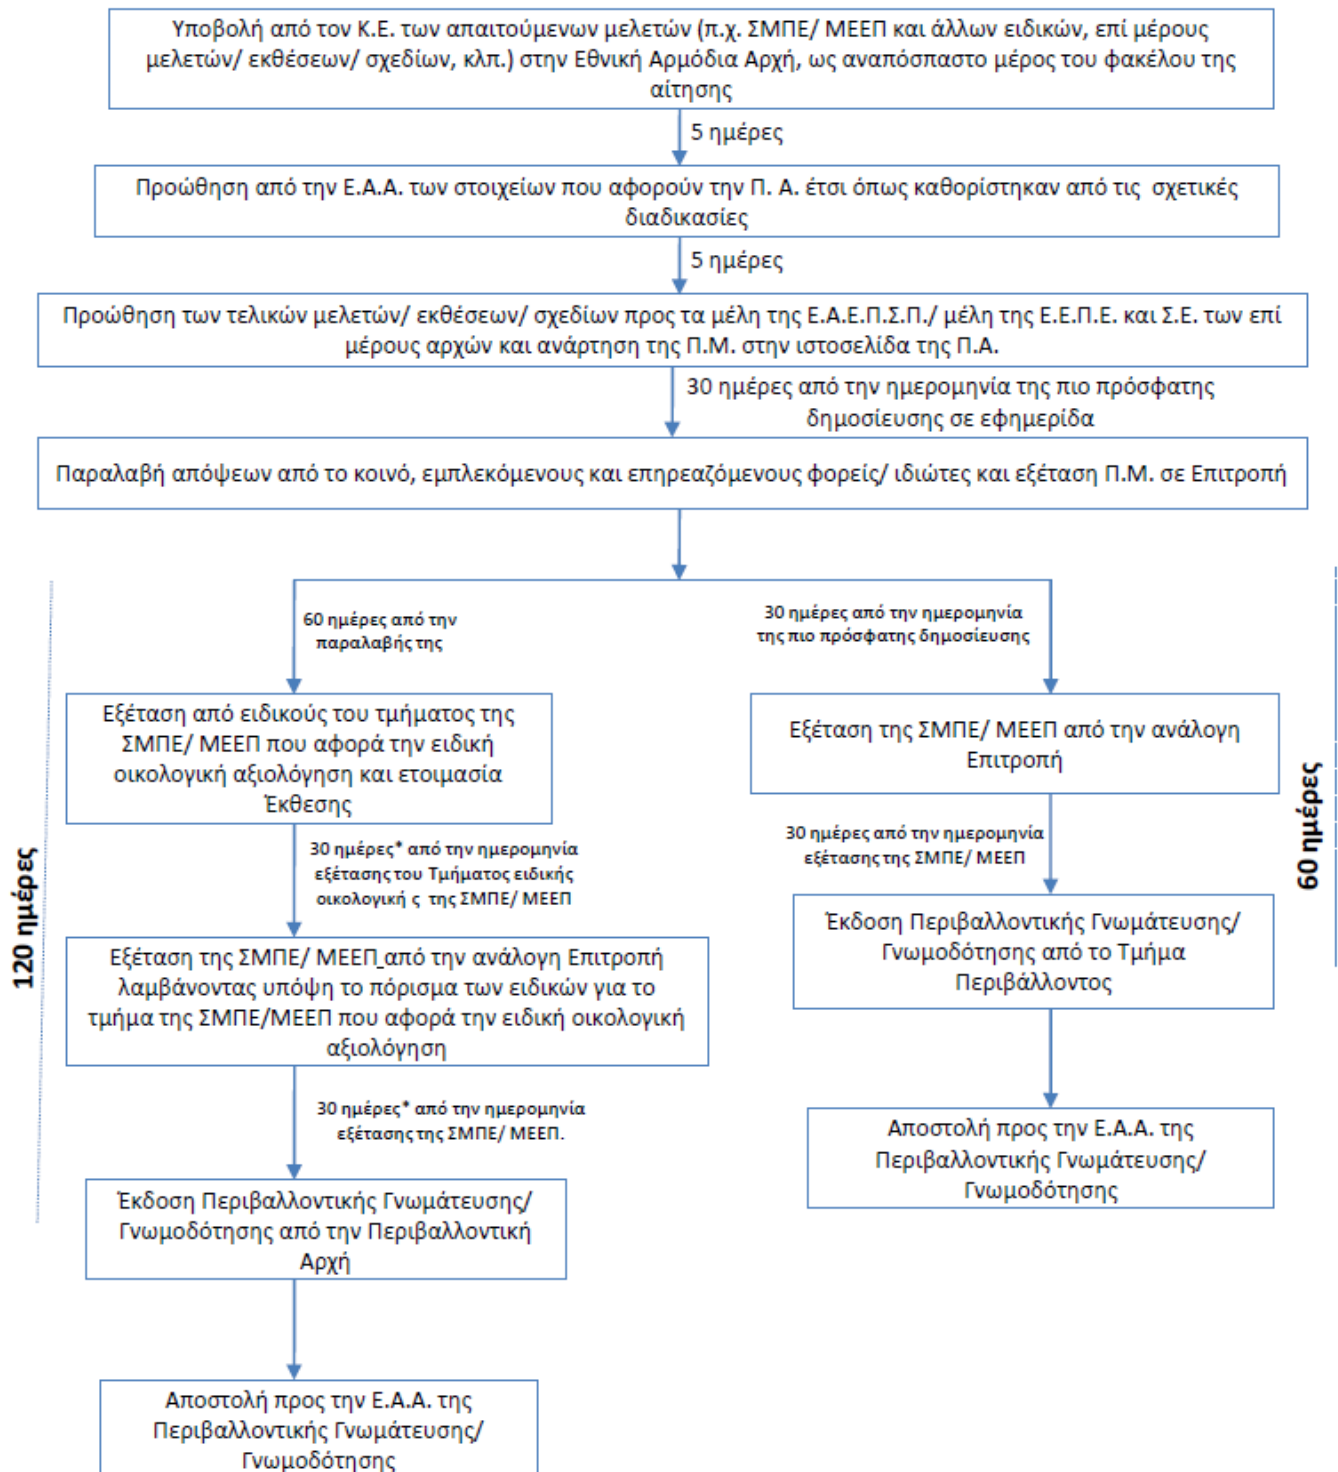 Υποβολή από τον Κ.Ε. των απαιτούμενων μελετών (π.χ. ΣΜΠΕ/ ΜΕΕΠ και άλλων ειδικών, επί μέρους
μελετών/ εκθέσεων/ σχεδίων, κλπ.) στην Εθνική Αρμόδια Αρχή, ως αναπόσπαστο μέρος του φακέλου της
αίτησης
5 ημέρες
Προώθηση από την Ε.Α.Α. των στοιχείων που αφορούν την Π. Α. έτσι όπως καθορίστηκαν από τις σχετικές
διαδικασίες
5 ημέρες
Προώθηση των τελικών μελετών/ εκθέσεων/ σχεδίων προς τα μέλη της Ε.Α.Ε.Π.Σ.Π./ μέλη της Ε.Ε.Π.Ε. και Σ.Ε. των επί
μέρους αρχών και ανάρτηση της Π.Μ. στην ιστοσελίδα της Π.Α.
30 ημέρες από την ημερομηνία της πιο πρόσφατης
δημοσίευσης σε εφημερίδα
Παραλαβή απόψεων από το κοινό, εμπλεκόμενους και επηρεαζόμενους φορείς/ ιδιώτες και εξέταση Π.Μ. σε Επιτροπή
120 ημέρες
60 ημέρες από την
παραλαβής της
Εξέταση από ειδικούς του τμήματος της
ΣΜΠΕ/ ΜΕΕΠ που αφορά την ειδική
οικολογική αξιολόγηση και ετοιμασία
Έκθεσης
30 ημέρες* από την ημερομηνία
εξέτασης του Τμήματος ειδικής
οικολογική ς της ΣΜΠΕ/ ΜΕΕΠ
Εξέταση της ΣΜΠΕ/ ΜΕΕΠ_από την ανάλογη Επιτροπή
λαμβάνοντας υπόψη το πόρισμα των ειδικών για το
τμήμα της ΣΜΠΕ/ΜΕΕΠ που αφορά την ειδική οικολογική
αξιολόγηση
30 ημέρες* από την ημερομηνία
εξέτασης της ΣΜΠΕ/ ΜΕΕΠ.
Έκδοση Περιβαλλοντικής Γνωμάτευσης/
Γνωμοδότησης από την Περιβαλλοντική
Αρχή
Αποστολή προς την Ε.Α.Α. της
Περιβαλλοντικής Γνωμάτευσης/
Γνωμοδότησης
30 ημέρες από την ημερομηνία
της πιο πρόσφατης δημοσίευσης
Εξέταση της ΣΜΠΕ/ ΜΕΕΠ από την ανάλογη
Επιτροπή
30 ημέρες από την ημερομηνία
εξέτασης της ΣΜΠΕ/ ΜΕΕΠ
Έκδοση Περιβαλλοντικής Γνωμάτευσης/
Γνωμοδότησης από το Τμήμα
Περιβάλλοντος
Αποστολή προς την Ε.Α.Α. της
Περιβαλλοντικής Γνωμάτευσης/
Γνωμοδότησης
60 ημέρες